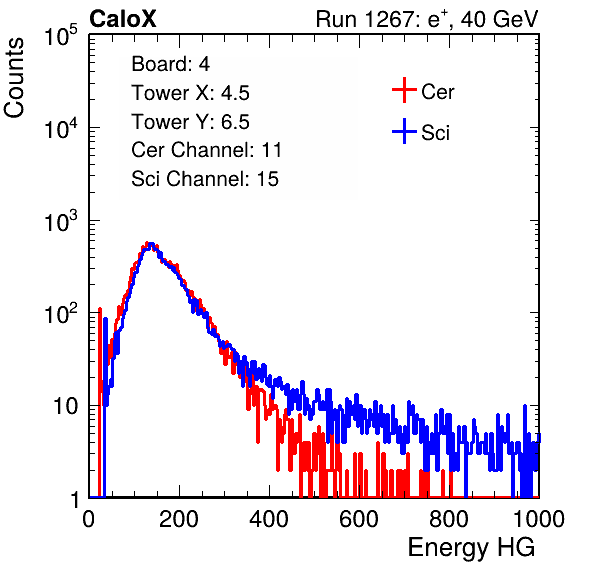 CaloX Run 1267: e⁺, 40 GeV
Counts
Board: 4
Tower X: 4.5
Tower Y: 6.5
Cer Channel: 11
Sci Channel: 15
Cer
Sci
10⁵
10⁴
10³
10²
10
1
0 200 400 600 800 1000
Energy HG